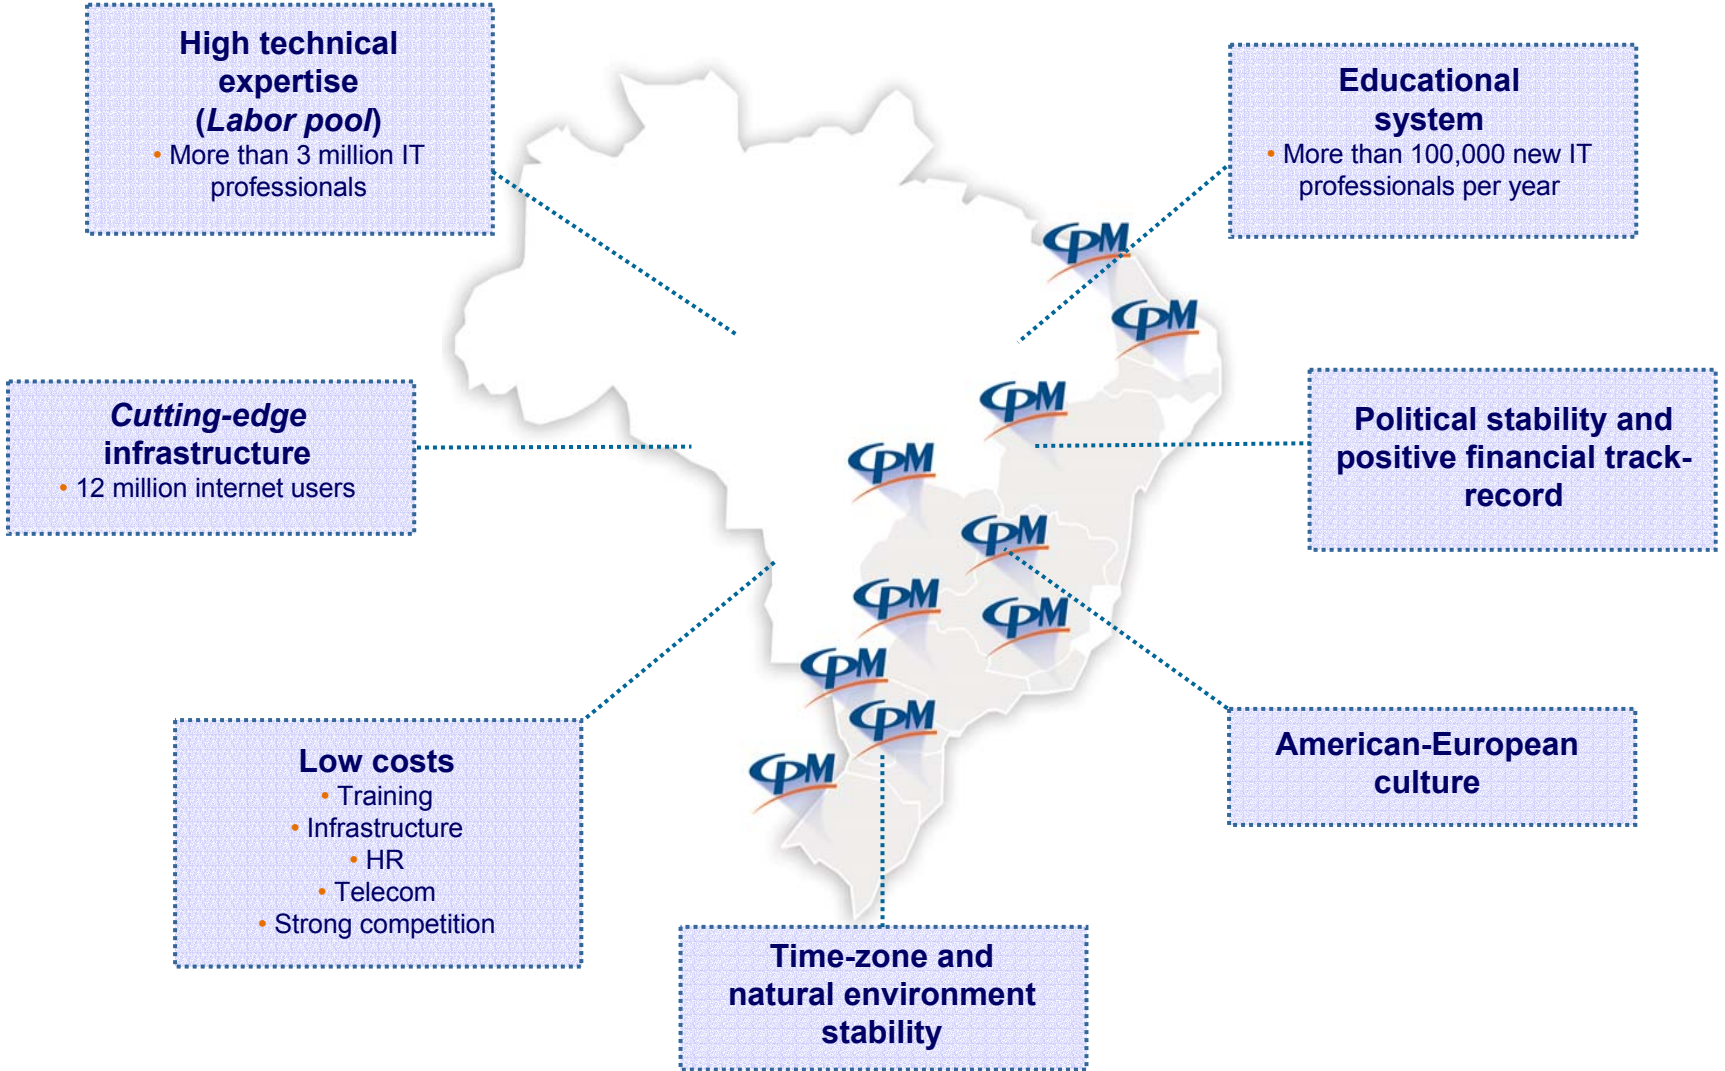 High technical
expertise
(Labor pool)
• More than 3 million IT
professionals
Educational
system
• More than 100,000 new IT
professionals per year
CPM
CPM
CPM
Cutting-edge
infrastructure
• 12 million internet users
Political stability and
positive financial track-
record
CPM
CPM
CPM
CPM
CPM
CPM
CPM
Low costs
• Training
• Infrastructure
• HR
• Telecom
• Strong competition
American-European
culture
Time-zone and
natural environment
stability